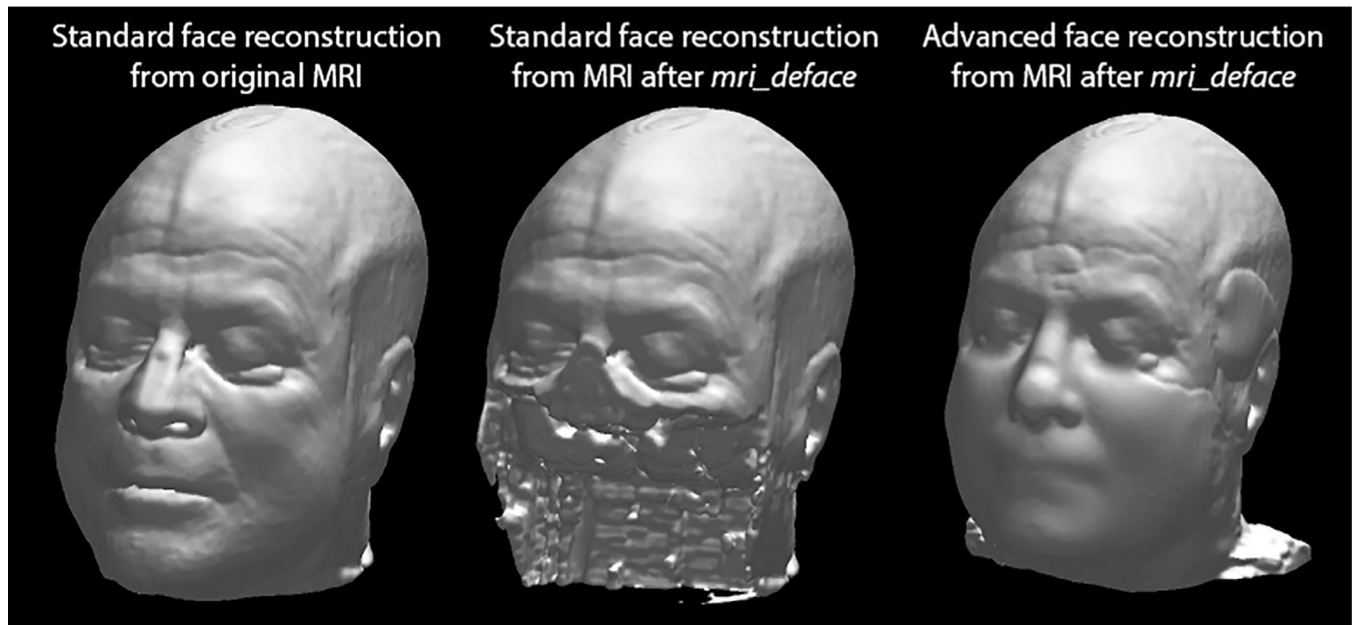 Standard face reconstruction
from original MRI
Standard face reconstruction
from MRI after mri_deface
Advanced face reconstruction
from MRI after mri_deface